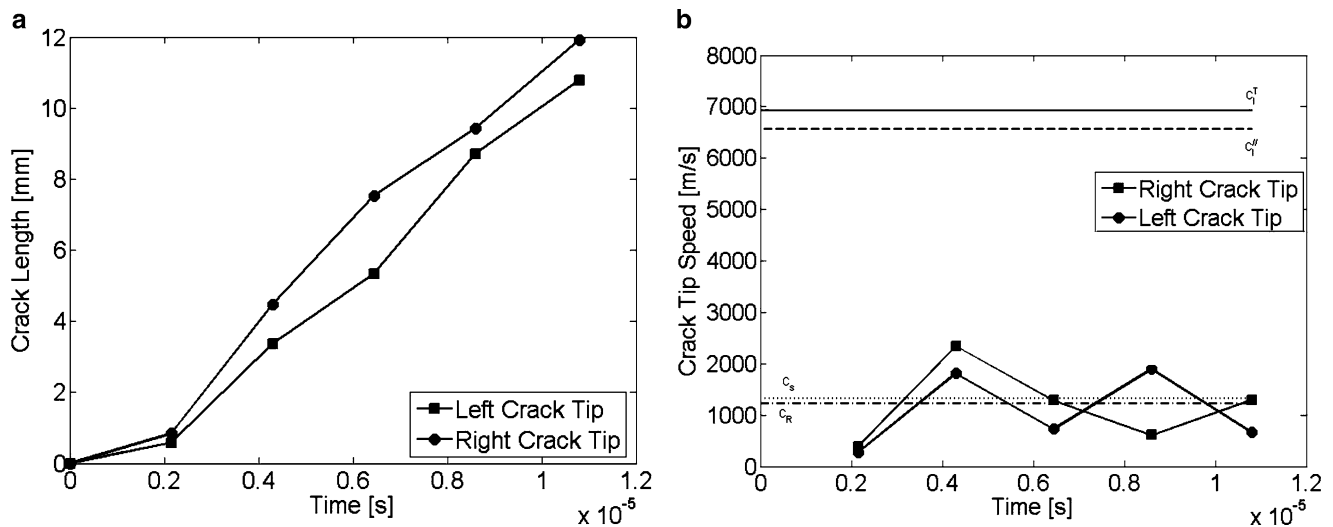 a
12
10
8
6
4
2
0
Crack Length [mm]
Left Crack Tip
Right Crack Tip
0 0.2 0.4 0.6 0.8 1 1.2
Time [s]
x 10⁻⁵
b
8000
7000
6000
5000
4000
3000
2000
1000
0
Crack Tip Speed [m/s]
c_l^T
c_l^//
Right Crack Tip
Left Crack Tip
C_s
C_R
0 0.2 0.4 0.6 0.8 1 1.2
Time [s]
x 10⁻⁵